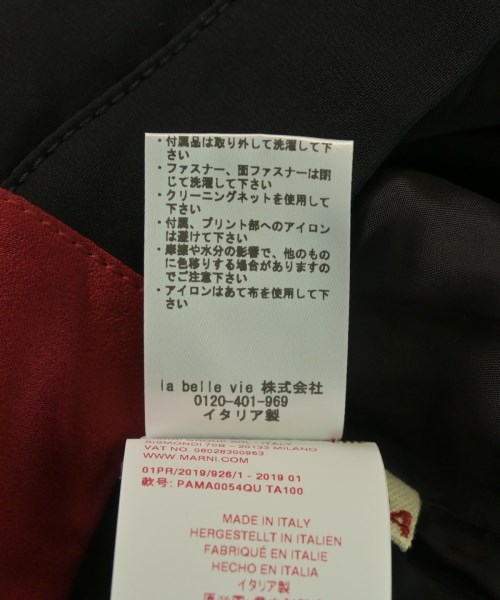 ・付属品は取り外して洗濯して下
さい
・ファスナー、面ファスナーは閉
じて洗濯して下さい
・クリーニングネットを使用して
下さい
・付属、プリント部へのアイロン
は避けて下さい
・摩擦や水分の影響で、他のもの
に色移りする場合がありますの
でご注意下さい
・アイロンはあて布を使用して下
さい
la belle vie 株式会社
0120-401-969
イタリア製
SISMONDI 70B - 20133 MILANO
VAT NO. 08028300963
WWW.MARNI.COM
01PR/2019/926/1 - 2019 01
款号: PAMA0054QU TA100
MADE IN ITALY
HERGESTELLT IN ITALIEN
FABRIQUÉ EN ITALIE
HECHO EN ITALIA
イタリア製